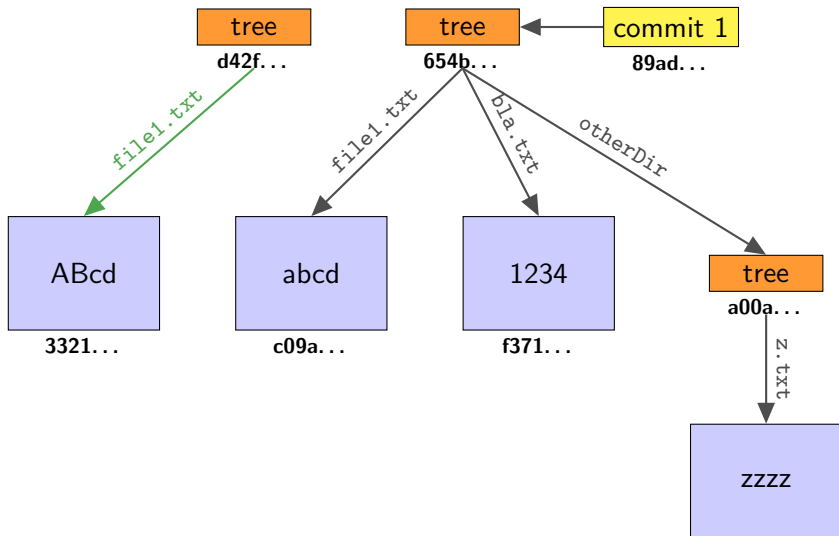 tree
tree
commit 1
d42f...
654b...
89ad...
file1.txt
file1.txt
bla.txt
otherDir
ABcd
abcd
1234
tree
3321...
c09a...
f371...
a00a...
z.txt
zzzz